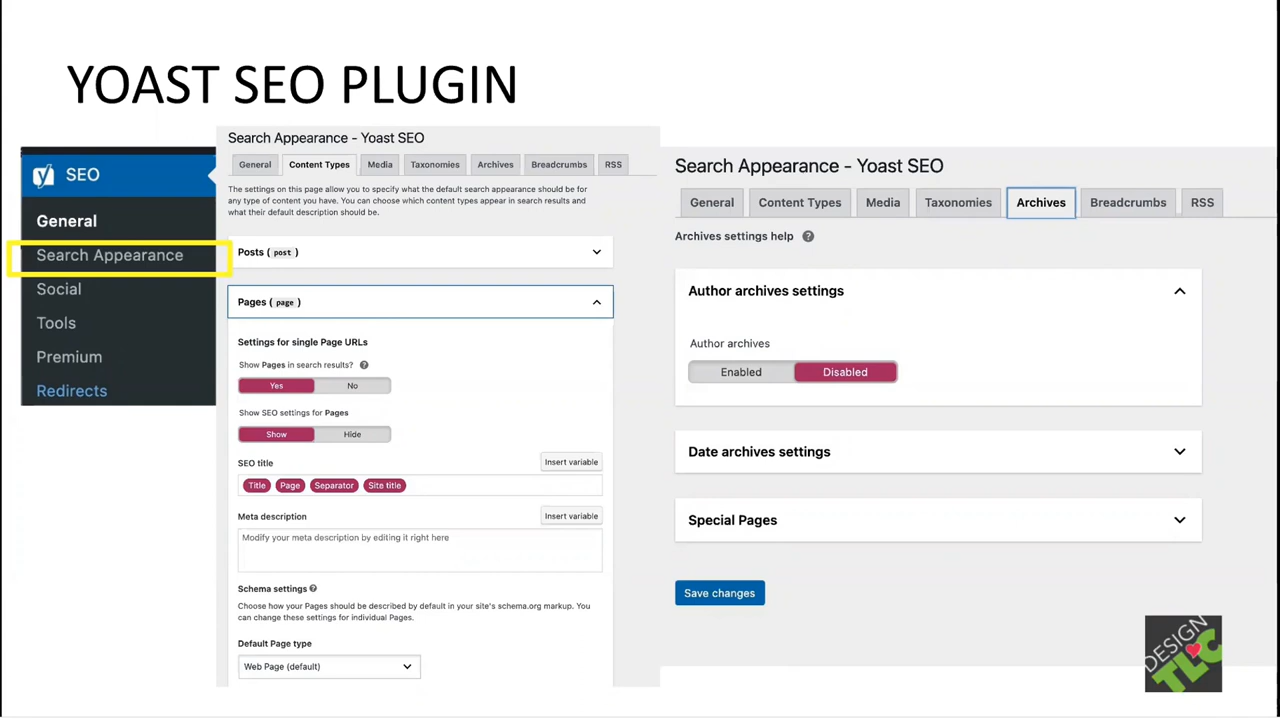 YOAST SEO PLUGIN
SEO
General
Search Appearance
Social
Tools
Premium
Redirects
Search Appearance - Yoast SEO
General Content Types Media Taxonomies Archives Breadcrumbs RSS
The settings on this page allow you to specify what the default search appearance should be for
any type of content you have. You can choose which content types appear in search results and
what their default description should be.
Posts ( post )
Pages ( page )
Settings for single Page URLs
Show Pages in search results? ?
Yes No
Show SEO settings for Pages
Show Hide
SEO title Insert variable
Title Page Separator Site title
Meta description Insert variable
Modify your meta description by editing it right here
Schema settings ?
Choose how your Pages should be described by default in your site's schema.org markup. You
can change these settings for individual Pages.
Default Page type
Web Page (default)
Search Appearance - Yoast SEO
General Content Types Media Taxonomies Archives Breadcrumbs RSS
Archives settings help ?
Author archives settings
Author archives
Enabled Disabled
Date archives settings
Special Pages
Save changes
DESIGN
TLC